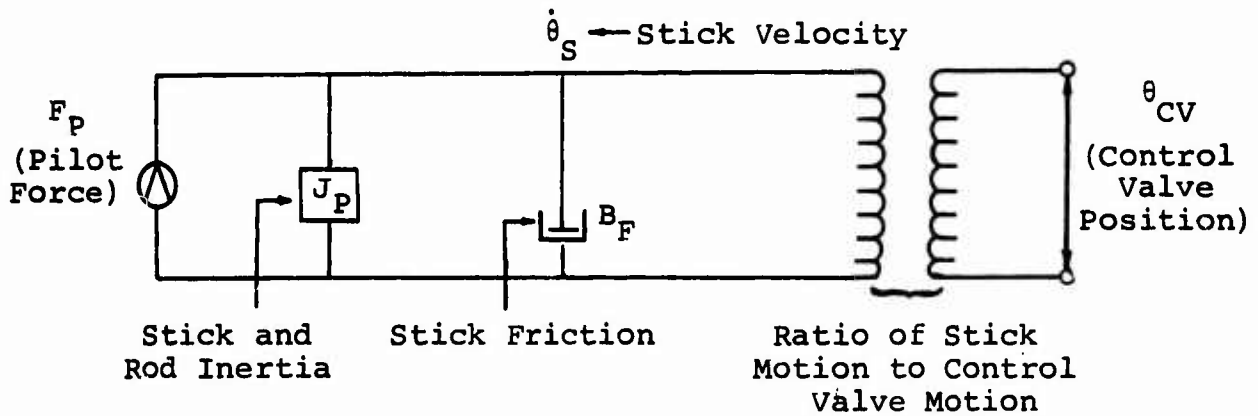 θ̇S ← Stick Velocity
FP
(Pilot
Force)
JP
BF
θCV
(Control
Valve
Position)
Stick and
Rod Inertia
Stick Friction
Ratio of Stick
Motion to Control
Valve Motion